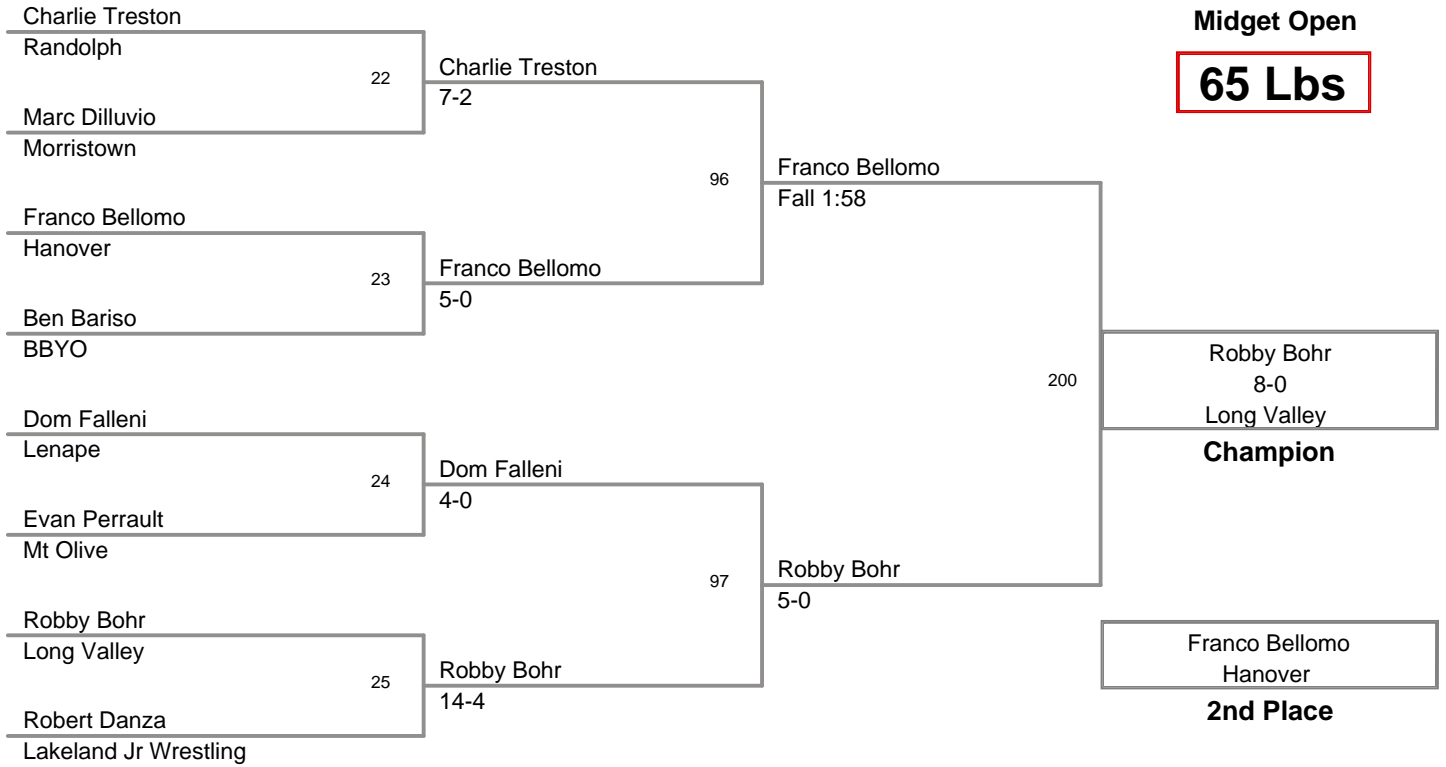 Midget Open
65 Lbs
Charlie Treston
Randolph
22
Marc Dilluvio
Morristown
Charlie Treston
7-2
Franco Bellomo
Hanover
23
Ben Bariso
BBYO
Franco Bellomo
5-0
96
Franco Bellomo
Fall 1:58
Dom Falleni
Lenape
24
Evan Perrault
Mt Olive
Dom Falleni
4-0
Robby Bohr
Long Valley
25
Robert Danza
Lakeland Jr Wrestling
Robby Bohr
14-4
97
Robby Bohr
5-0
200
Robby Bohr
8-0
Long Valley
Champion
Franco Bellomo
Hanover
2nd Place